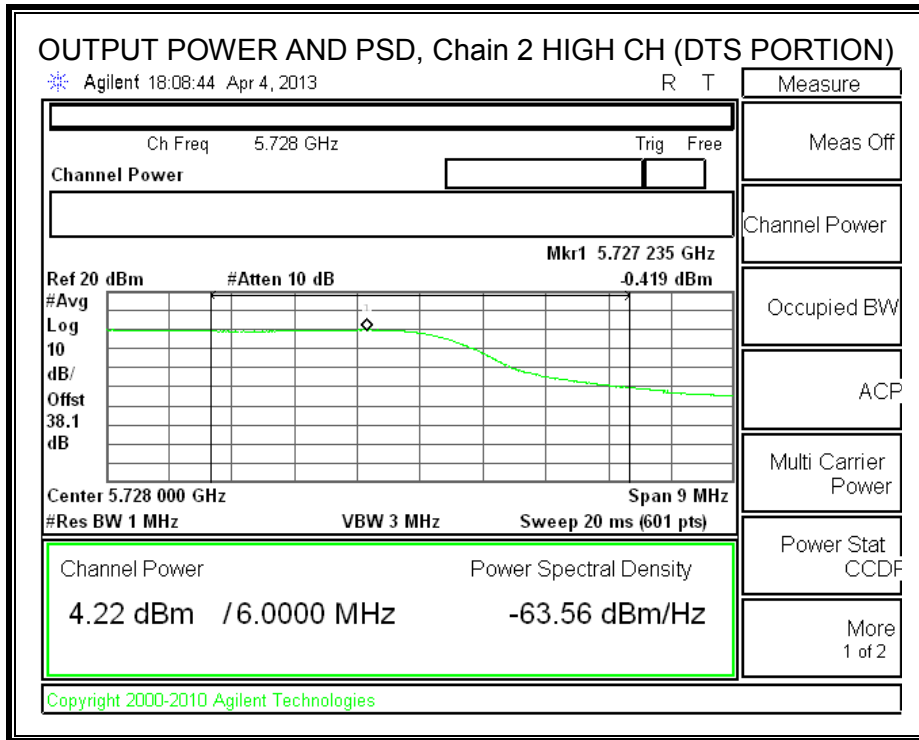 OUTPUT POWER AND PSD, Chain 2 HIGH CH (DTS PORTION)
Agilent 18:08:44 Apr 4, 2013 R T
Measure
Ch Freq 5.728 GHz Trig Free
Meas Off
Channel Power
Channel Power
Mkr1 5.727 235 GHz
Ref 20 dBm #Atten 10 dB -0.419 dBm
#Avg
Log
10
dB/
Offst
38.1
dB
1
Occupied BW
ACP
Center 5.728 000 GHz Span 9 MHz
#Res BW 1 MHz VBW 3 MHz Sweep 20 ms (601 pts)
Multi Carrier
Power
Channel Power Power Spectral Density
4.22 dBm / 6.0000 MHz -63.56 dBm/Hz
Power Stat
CCDF
More
1 of 2
Copyright 2000-2010 Agilent Technologies